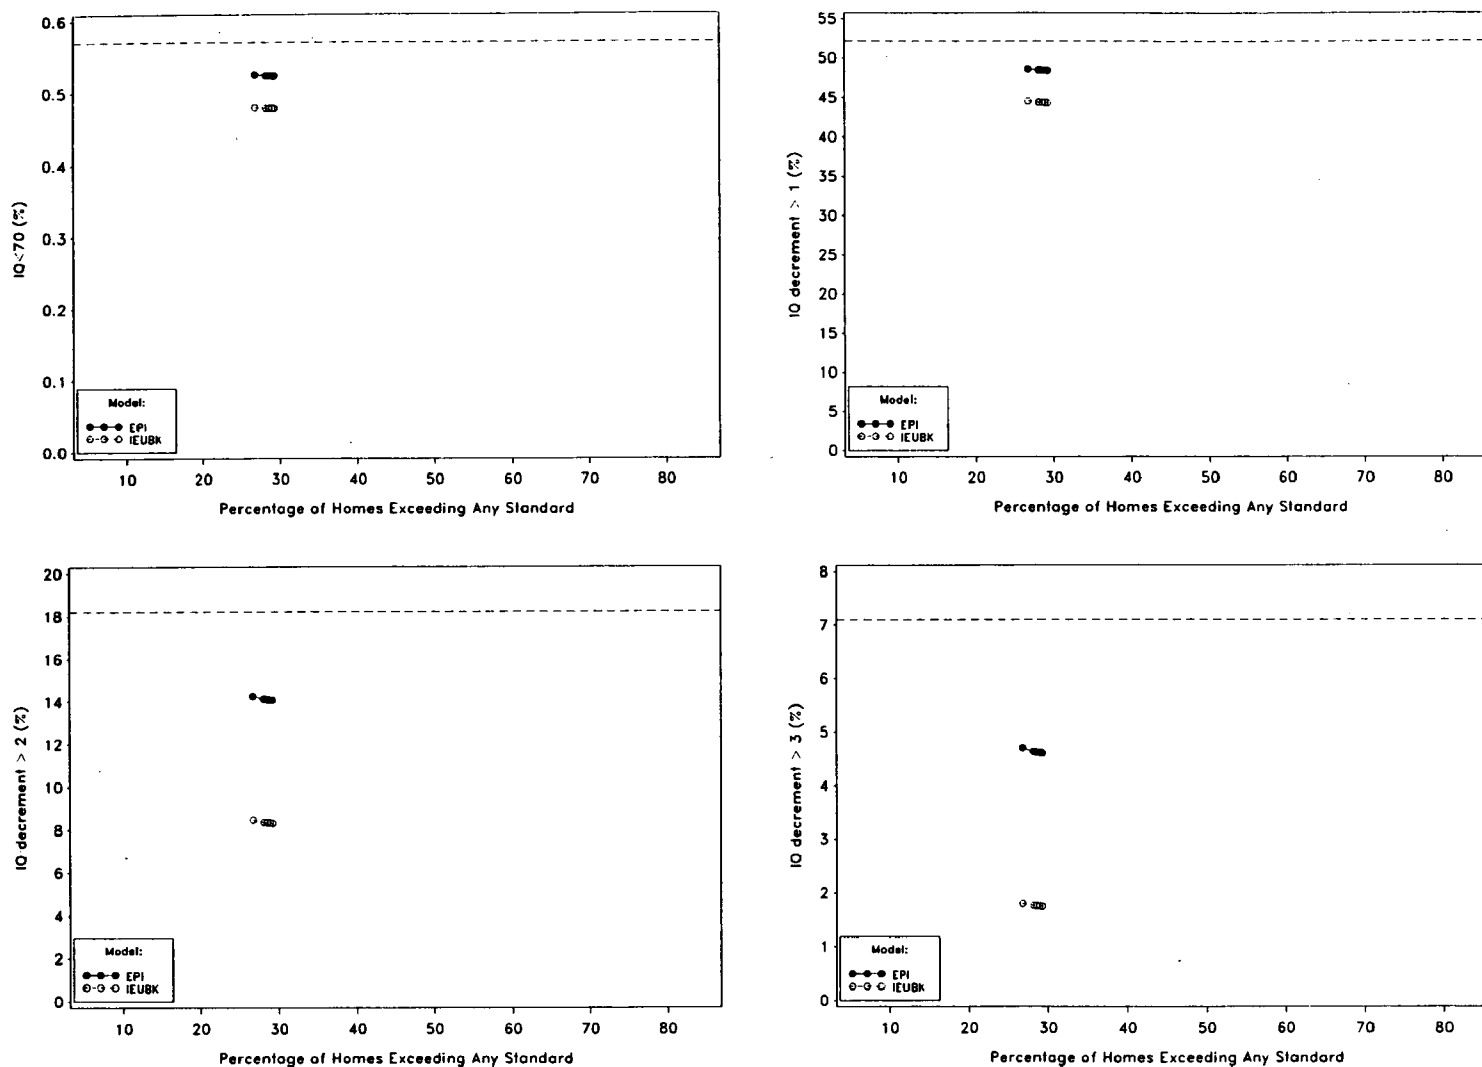 0.6
0.5
0.4
0.3
0.2
0.1
0.0
IQ<70 (%)
Model:
EPI
IEUBK
10 20 30 40 50 60 70 80
Percentage of Homes Exceeding Any Standard
55
50
45
40
35
30
25
20
15
10
5
0
IQ decrement > 1 (%)
Model:
EPI
IEUBK
10 20 30 40 50 60 70 80
Percentage of Homes Exceeding Any Standard
20
18
16
14
12
10
8
6
4
2
0
IQ decrement > 2 (%)
Model:
EPI
IEUBK
10 20 30 40 50 60 70 80
Percentage of Homes Exceeding Any Standard
8
7
6
5
4
3
2
1
0
IQ decrement > 3 (%)
Model:
EPI
IEUBK
10 20 30 40 50 60 70 80
Percentage of Homes Exceeding Any Standard